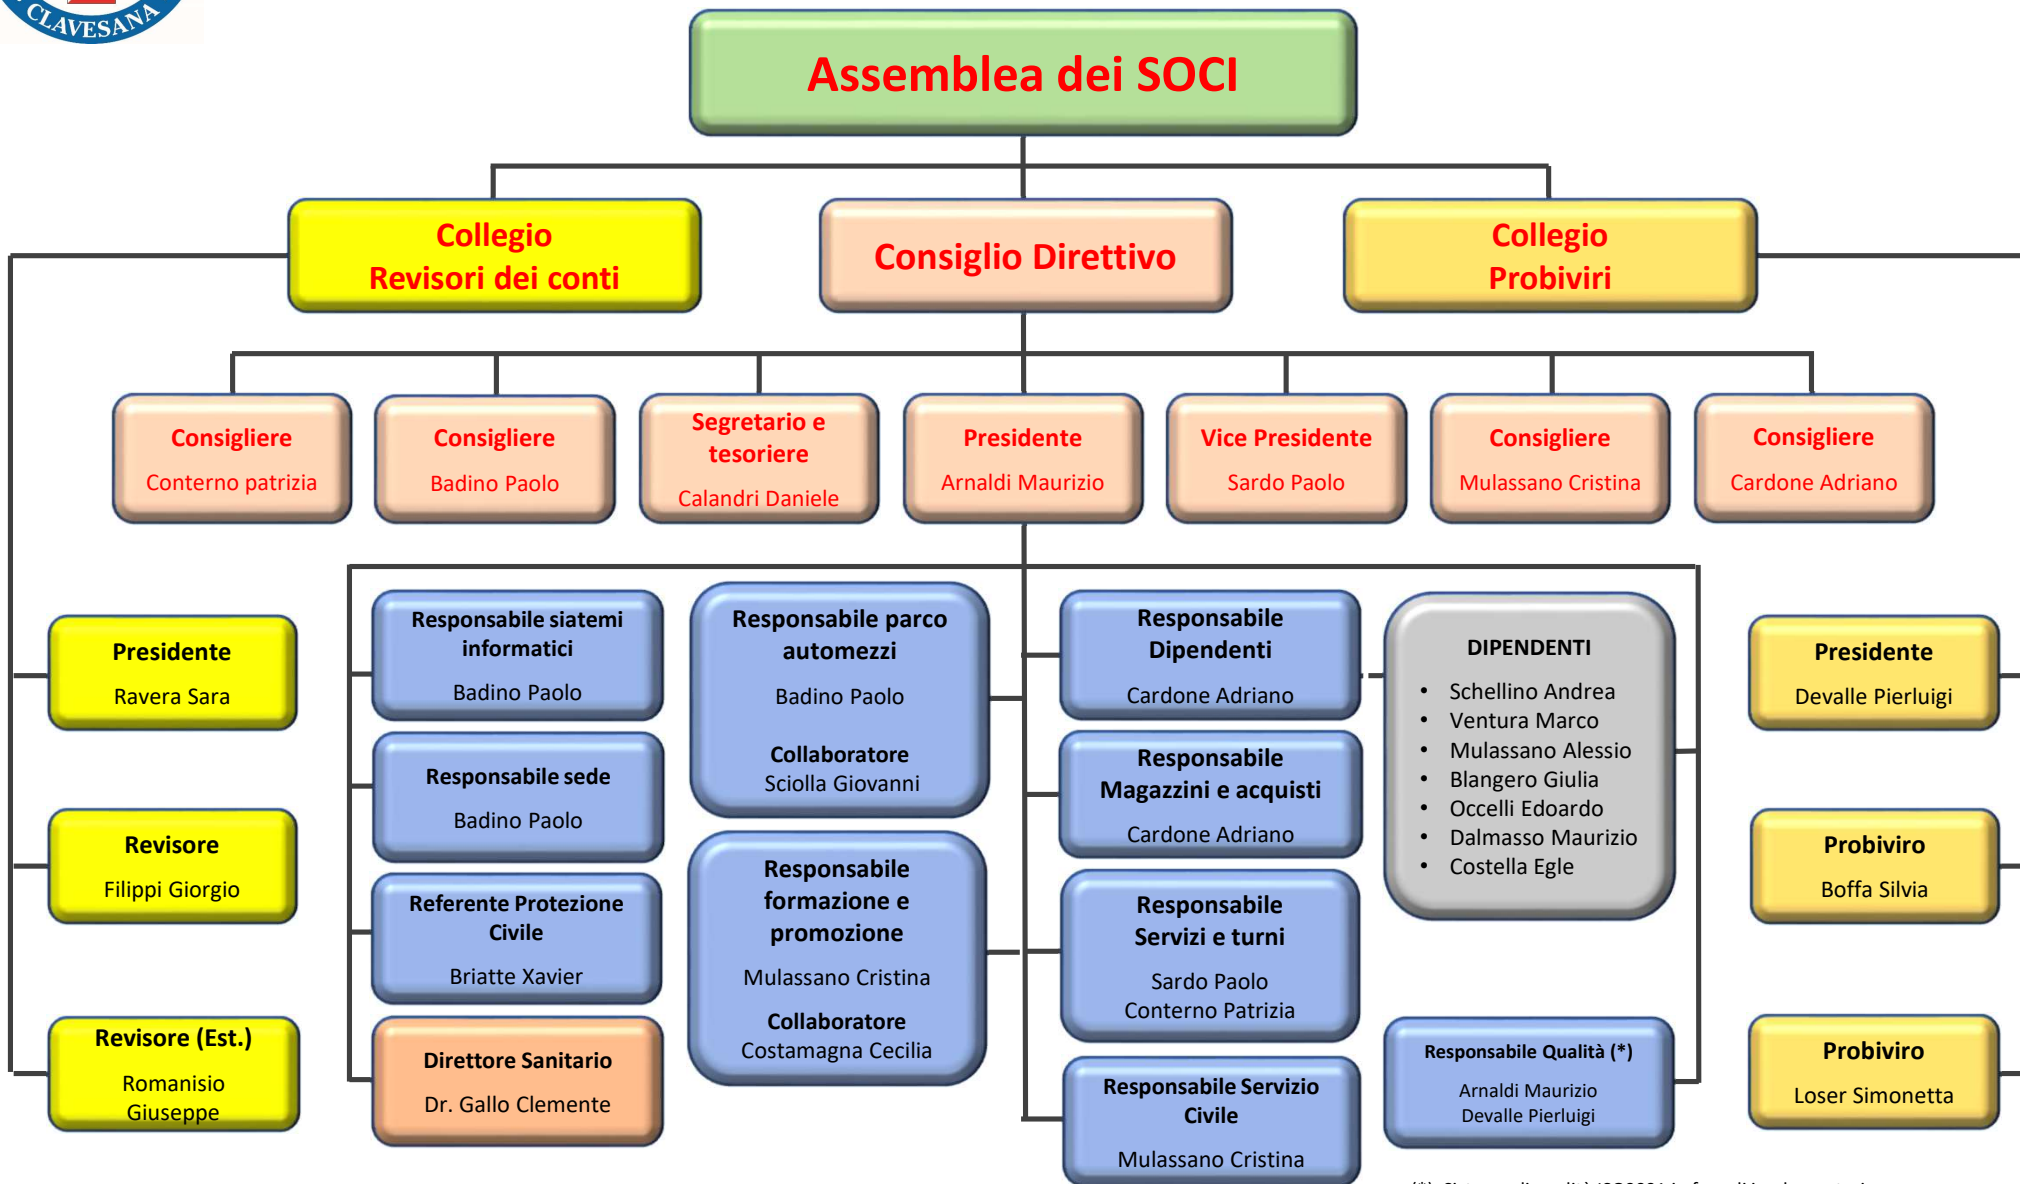 CLAVESANA
Assemblea dei SOCI
Collegio
Revisori dei conti
Consiglio Direttivo
Collegio
Probiviri
Consigliere
Conterno patrizia
Consigliere
Badino Paolo
Segretario e
tesoriere
Calandri Daniele
Presidente
Arnaldi Maurizio
Vice Presidente
Sardo Paolo
Consigliere
Mulassano Cristina
Consigliere
Cardone Adriano
Presidente
Ravera Sara
Revisore
Filippi Giorgio
Revisore (Est.)
Romanisio
Giuseppe
Responsabile siatemi
informatici
Badino Paolo
Responsabile sede
Badino Paolo
Referente Protezione
Civile
Briatte Xavier
Direttore Sanitario
Dr. Gallo Clemente
Responsabile parco
automezzi
Badino Paolo
Collaboratore
Sciolla Giovanni
Responsabile
formazione e
promozione
Mulassano Cristina
Collaboratore
Costamagna Cecilia
Responsabile
Dipendenti
Cardone Adriano
Responsabile
Magazzini e acquisti
Cardone Adriano
Responsabile
Servizi e turni
Sardo Paolo
Conterno Patrizia
Responsabile Servizio
Civile
Mulassano Cristina
DIPENDENTI
• Schellino Andrea
• Ventura Marco
• Mulassano Alessio
• Blangero Giulia
• Occelli Edoardo
• Dalmasso Maurizio
• Costella Egle
Responsabile Qualità (*)
Arnaldi Maurizio
Devalle Pierluigi
Presidente
Devalle Pierluigi
Probiviro
Boffa Silvia
Probiviro
Loser Simonetta